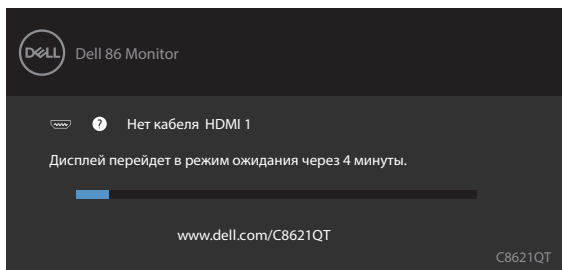 DELL
Dell 86 Monitor
? Нет кабеля HDMI 1
Дисплей перейдет в режим ожидания через 4 минуты.
www.dell.com/C8621QT
C8621QT